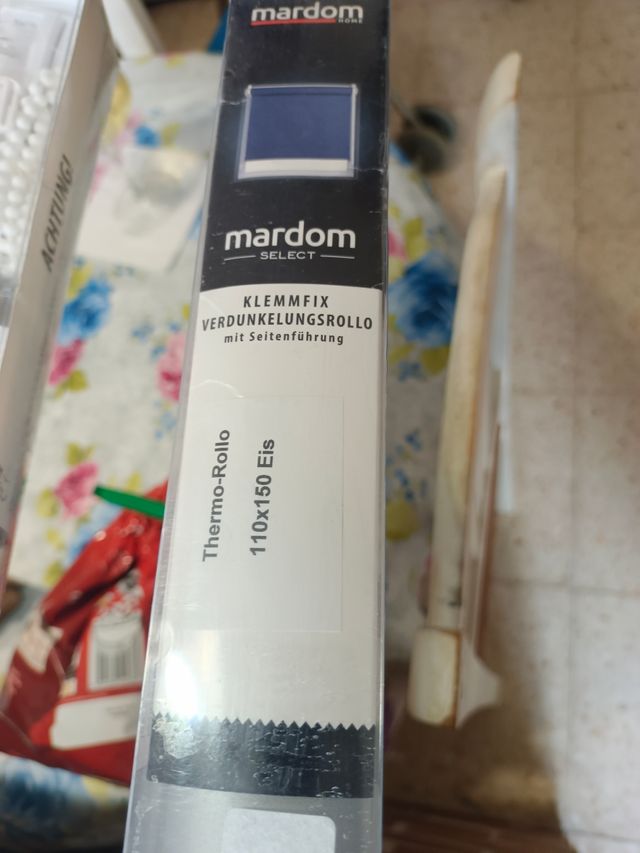 mardom
HOME
mardom
SELECT
KLEMMFIX
VERDUNKELUNGSROLLO
mit Seitenführung
Thermo-Rollo
110x150 Eis
ACHTUNG!